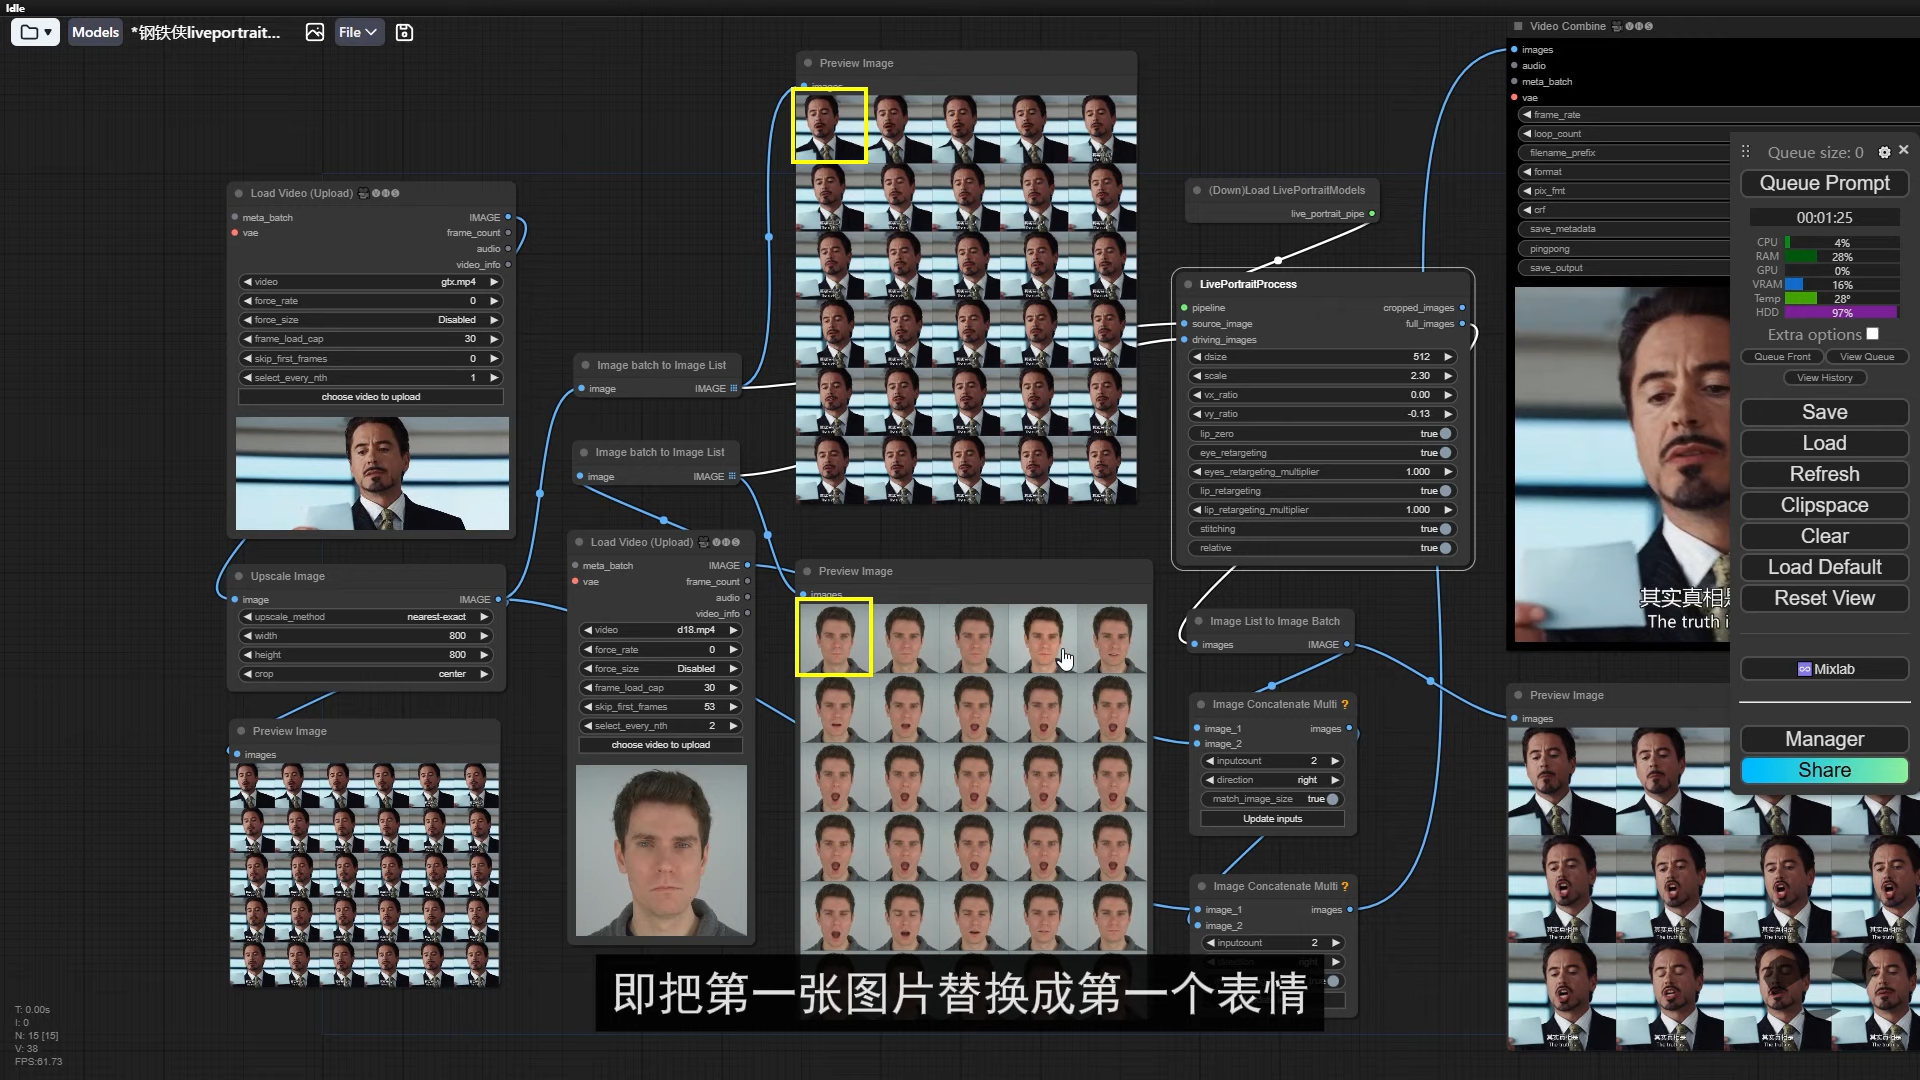 Idle
Models
*钢铁侠liveportrait...
File
Load Video (Upload)
meta_batch
IMAGE
vae
frame_count
audio
video_info
video
gtx.mp4
force_rate
0
force_size
Disabled
frame_load_cap
30
skip_first_frames
0
select_every_nth
1
choose video to upload
Upscale Image
image
IMAGE
upscale_method
nearest-exact
width
800
height
800
crop
center
Preview Image
images
Image batch to Image List
image
IMAGE
Image batch to Image List
image
IMAGE
Load Video (Upload)
meta_batch
IMAGE
vae
frame_count
audio
video_info
video
d18.mp4
force_rate
0
force_size
Disabled
frame_load_cap
30
skip_first_frames
53
select_every_nth
2
choose video to upload
Preview Image
images
Preview Image
images
(Down)Load LivePortraitModels
live_portrait_pipe
LivePortraitProcess
pipeline
cropped_images
source_image
full_images
driving_images
dsize
512
scale
2.30
vx_ratio
0.00
vy_ratio
-0.13
lip_zero
true
eye_retargeting
true
eyes_retargeting_multiplier
1.000
lip_retargeting
true
lip_retargeting_multiplier
1.000
stitching
true
relative
true
Image List to Image Batch
images
IMAGE
Image Concatenate Multi ?
image_1
images
image_2
inputcount
2
direction
right
match_image_size
true
Update inputs
Image Concatenate Multi ?
image_1
images
image_2
inputcount
2
direction
right
Video Combine
images
audio
meta_batch
vae
frame_rate
loop_count
filename_prefix
format
pix_fmt
crf
save_metadata
pingpong
save_output
其实真相是
The truth i
Preview Image
images
Queue size: 0
Queue Prompt
00:01:25
CPU
4%
RAM
28%
GPU
0%
VRAM
16%
Temp
28°
HDD
97%
Extra options
Queue Front
View Queue
View History
Save
Load
Refresh
Clipspace
Clear
Load Default
Reset View
Mixlab
Manager
Share
即把第一张图片替换成第一个表情
T: 0.00s
I: 0
N: 15 [15]
V: 38
FPS:61.73